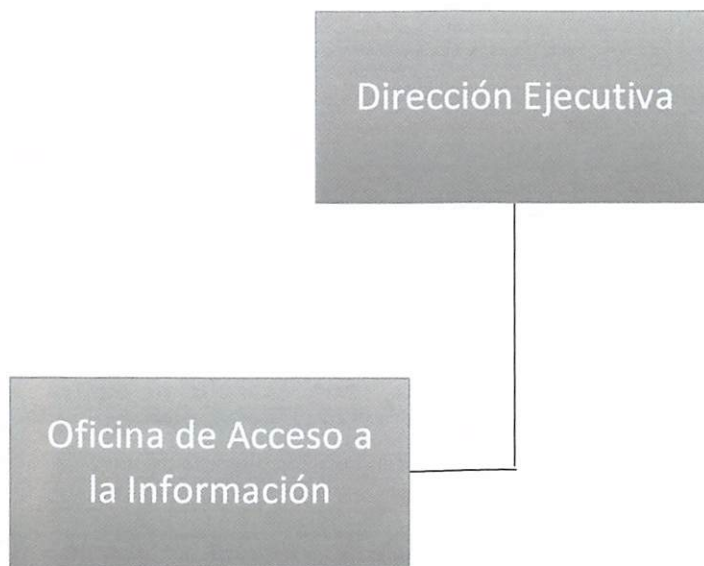 Dirección Ejecutiva
Oficina de Acceso a
la Información